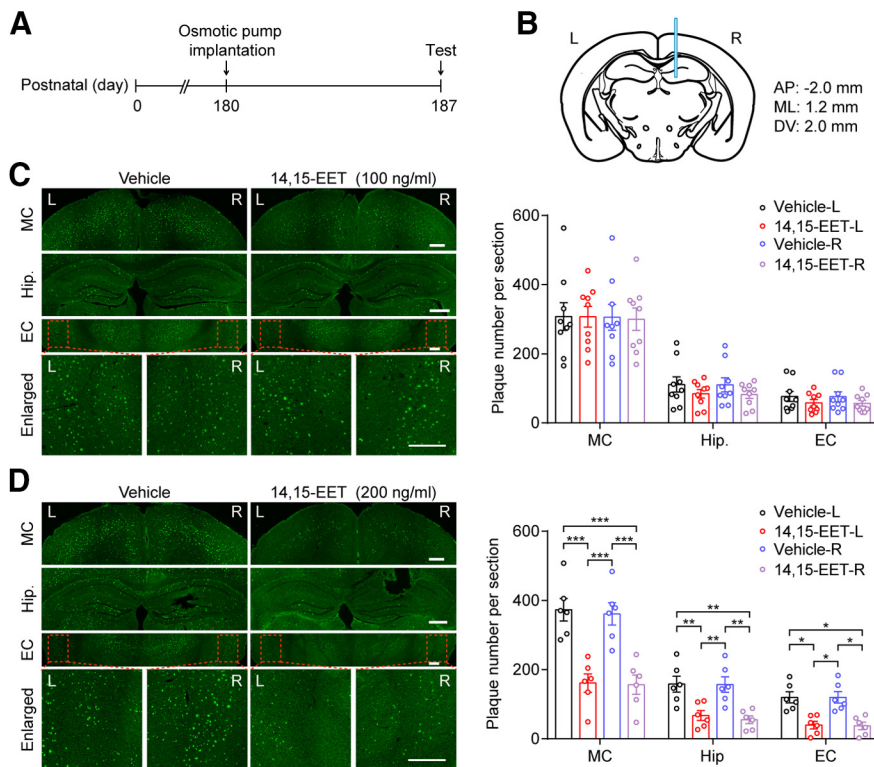 A
Osmotic pump
implantation
Test
Postnatal (day)
0
180
187
B
L
R
AP: -2.0 mm
ML: 1.2 mm
DV: 2.0 mm
C
Vehicle
14,15-EET (100 ng/ml)
L
R
L
R
MC
Hip.
EC
Enlarged
L
R
L
R
Plaque number per section
600
400
200
0
Vehicle-L
14,15-EET-L
Vehicle-R
14,15-EET-R
MC
Hip.
EC
D
Vehicle
14,15-EET (200 ng/ml)
L
R
L
R
MC
Hip.
EC
Enlarged
L
R
L
R
Plaque number per section
600
400
200
0
Vehicle-L
14,15-EET-L
Vehicle-R
14,15-EET-R
***
*** ***
***
**
** **
**
*
* *
*
MC
Hip
EC